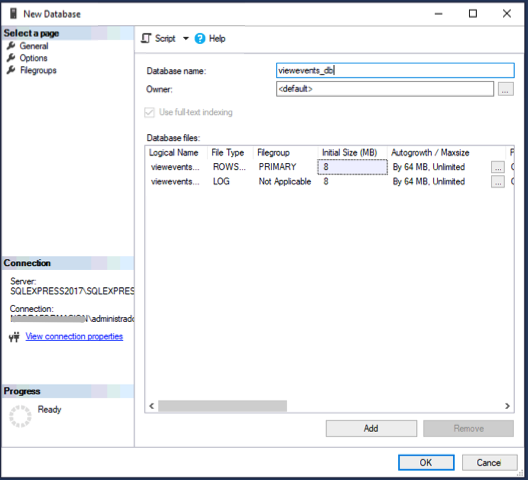 New Database
Select a page
General
Options
Filegroups
Script Help
Database name: viewevents_db
Owner: <default> ...
Use full-text indexing
Database files:
Logical Name File Type Filegroup Initial Size (MB) Autogrowth / Maxsize
viewevents... ROWS... PRIMARY 8 By 64 MB, Unlimited ...
viewevents... LOG Not Applicable 8 By 64 MB, Unlimited ...
Connection
Server:
SQLEXPRESS2017\SQLEXPRES
Connection:
\administrado
View connection properties
Progress
Ready
Add Remove
OK Cancel